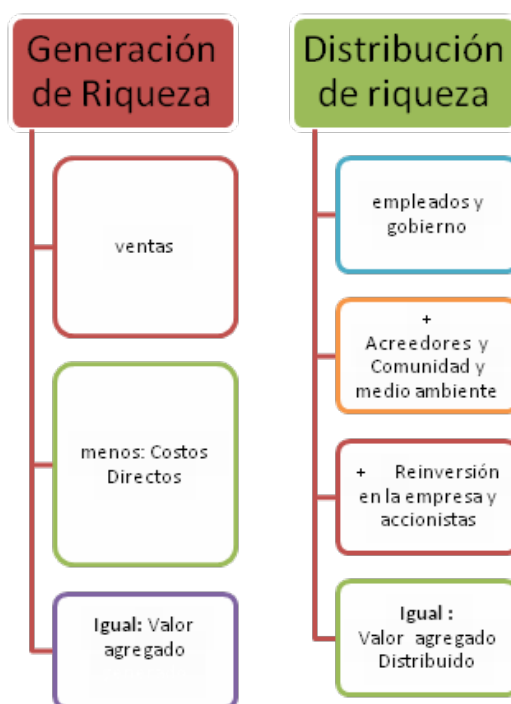 Generación
de Riqueza
ventas
menos: Costos
Directos
Igual: Valor
agregado
Distribución
de riqueza
empleados y
gobierno
+
Acreedores y
Comunidad y
medio ambiente
+ Reinversión
en la empresa y
accionistas
Igual :
Valor agregado
Distribuido